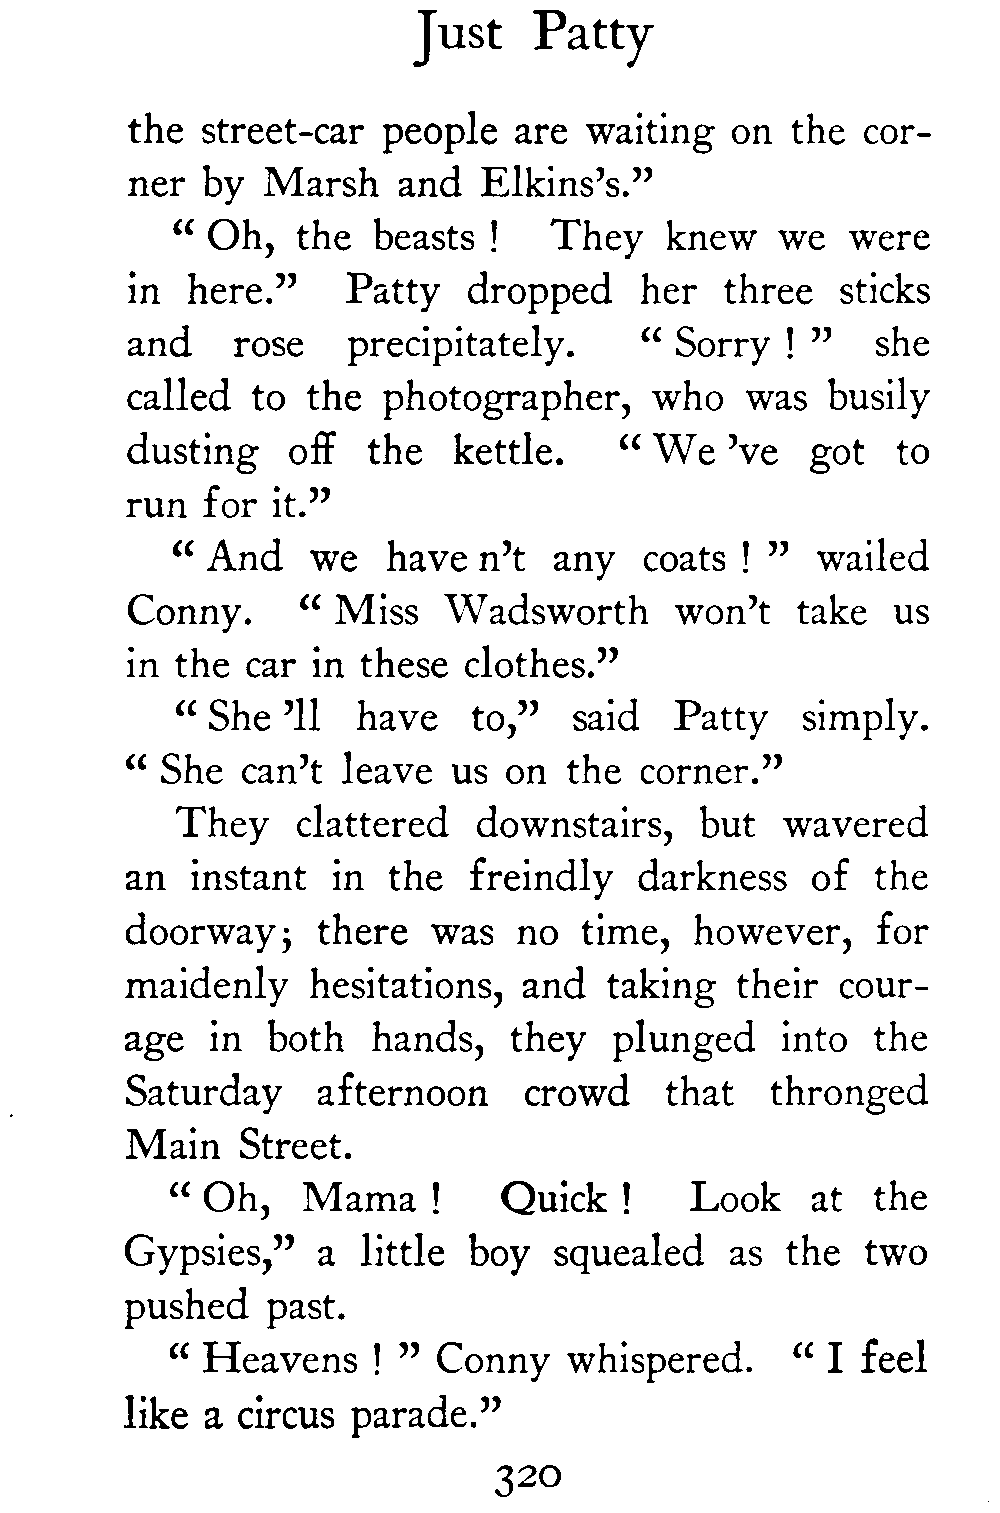 Just Patty
the street-car people are waiting on the cor-
ner by Marsh and Elkins's.”
“ Oh, the beasts ! They knew we were
in here.” Patty dropped her three sticks
and rose precipitately. “ Sorry ! ” she
called to the photographer, who was busily
dusting off the kettle. “ We 've got to
run for it.”
“ And we have n't any coats ! ” wailed
Conny. “ Miss Wadsworth won't take us
in the car in these clothes.”
“ She 'll have to,” said Patty simply.
“ She can't leave us on the corner.”
They clattered downstairs, but wavered
an instant in the freindly darkness of the
doorway; there was no time, however, for
maidenly hesitations, and taking their cour-
age in both hands, they plunged into the
Saturday afternoon crowd that thronged
Main Street.
“ Oh, Mama ! Quick ! Look at the
Gypsies,” a little boy squealed as the two
pushed past.
“ Heavens ! ” Conny whispered. “ I feel
like a circus parade.”
320